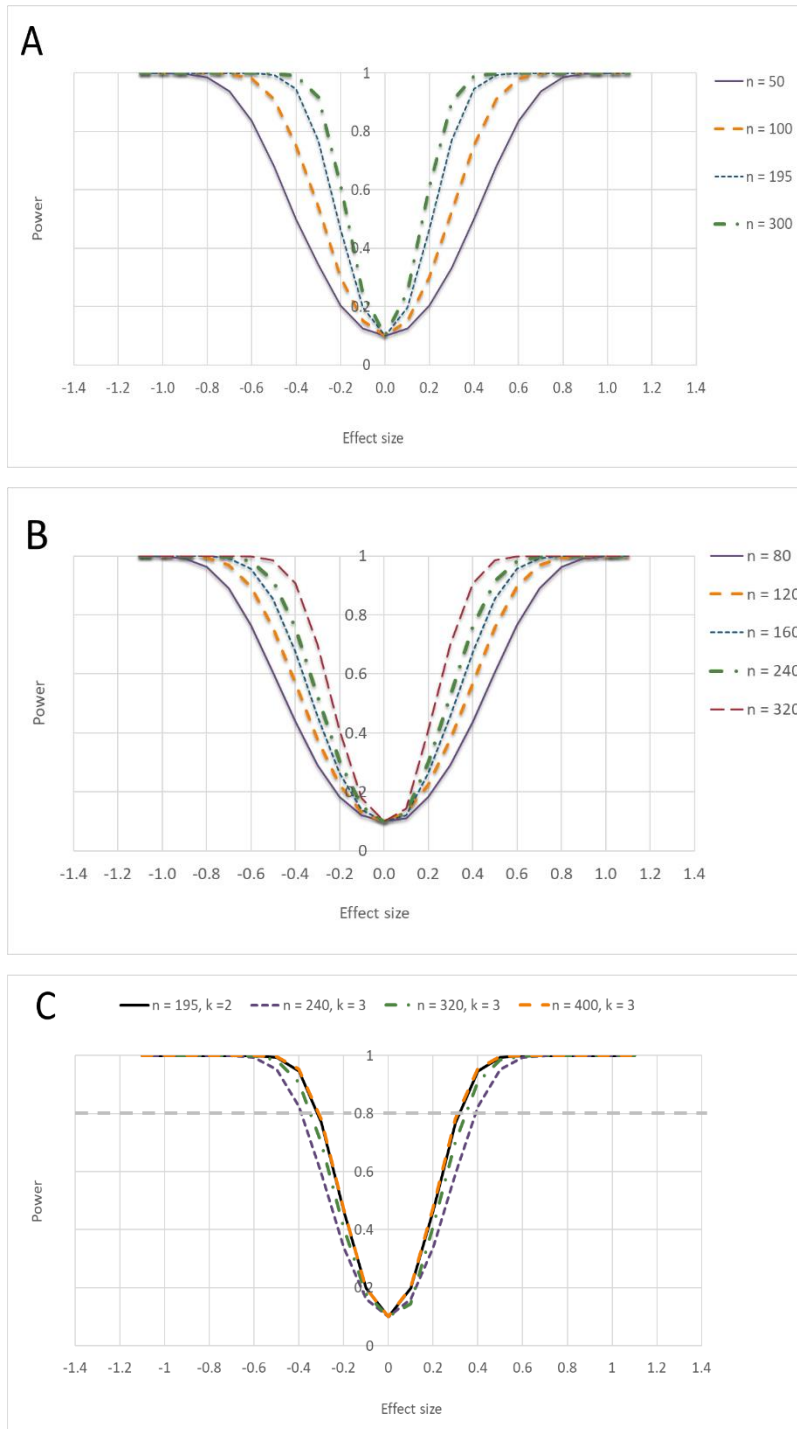 A
n = 50
n = 100
n = 195
n = 300
Power
1
0.8
0.6
0.4
0.2
0
-1.4 -1.2 -1.0 -0.8 -0.6 -0.4 -0.2 0.0 0.2 0.4 0.6 0.8 1.0 1.2 1.4
Effect size
B
n = 80
n = 120
n = 160
n = 240
n = 320
Power
1
0.8
0.6
0.4
0.2
0
-1.4 -1.2 -1.0 -0.8 -0.6 -0.4 -0.2 0.0 0.2 0.4 0.6 0.8 1.0 1.2 1.4
Effect size
C
n = 195, k =2 n = 240, k = 3 n = 320, k = 3 n = 400, k = 3
Power
1
0.8
0.6
0.4
0.2
0
-1.4 -1.2 -1 -0.8 -0.6 -0.4 -0.2 0 0.2 0.4 0.6 0.8 1 1.2 1.4
Effect size